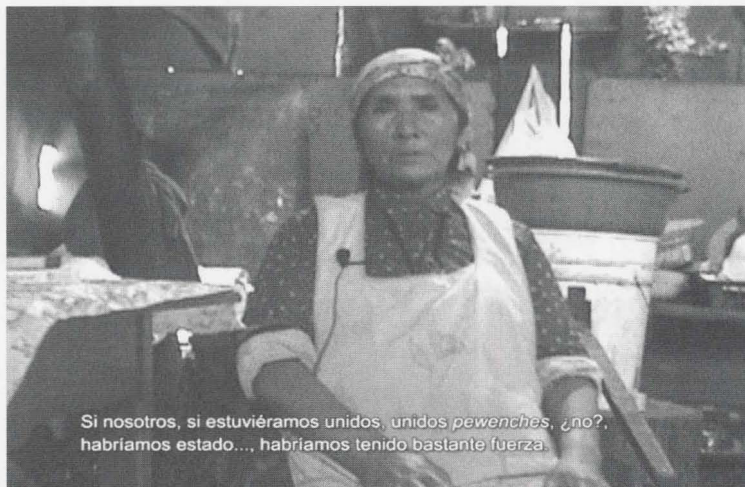 Si nosotros, si estuviéramos unidos, unidos pewenches, ¿no?,
habríamos estado..., habríamos tenido bastante fuerza.